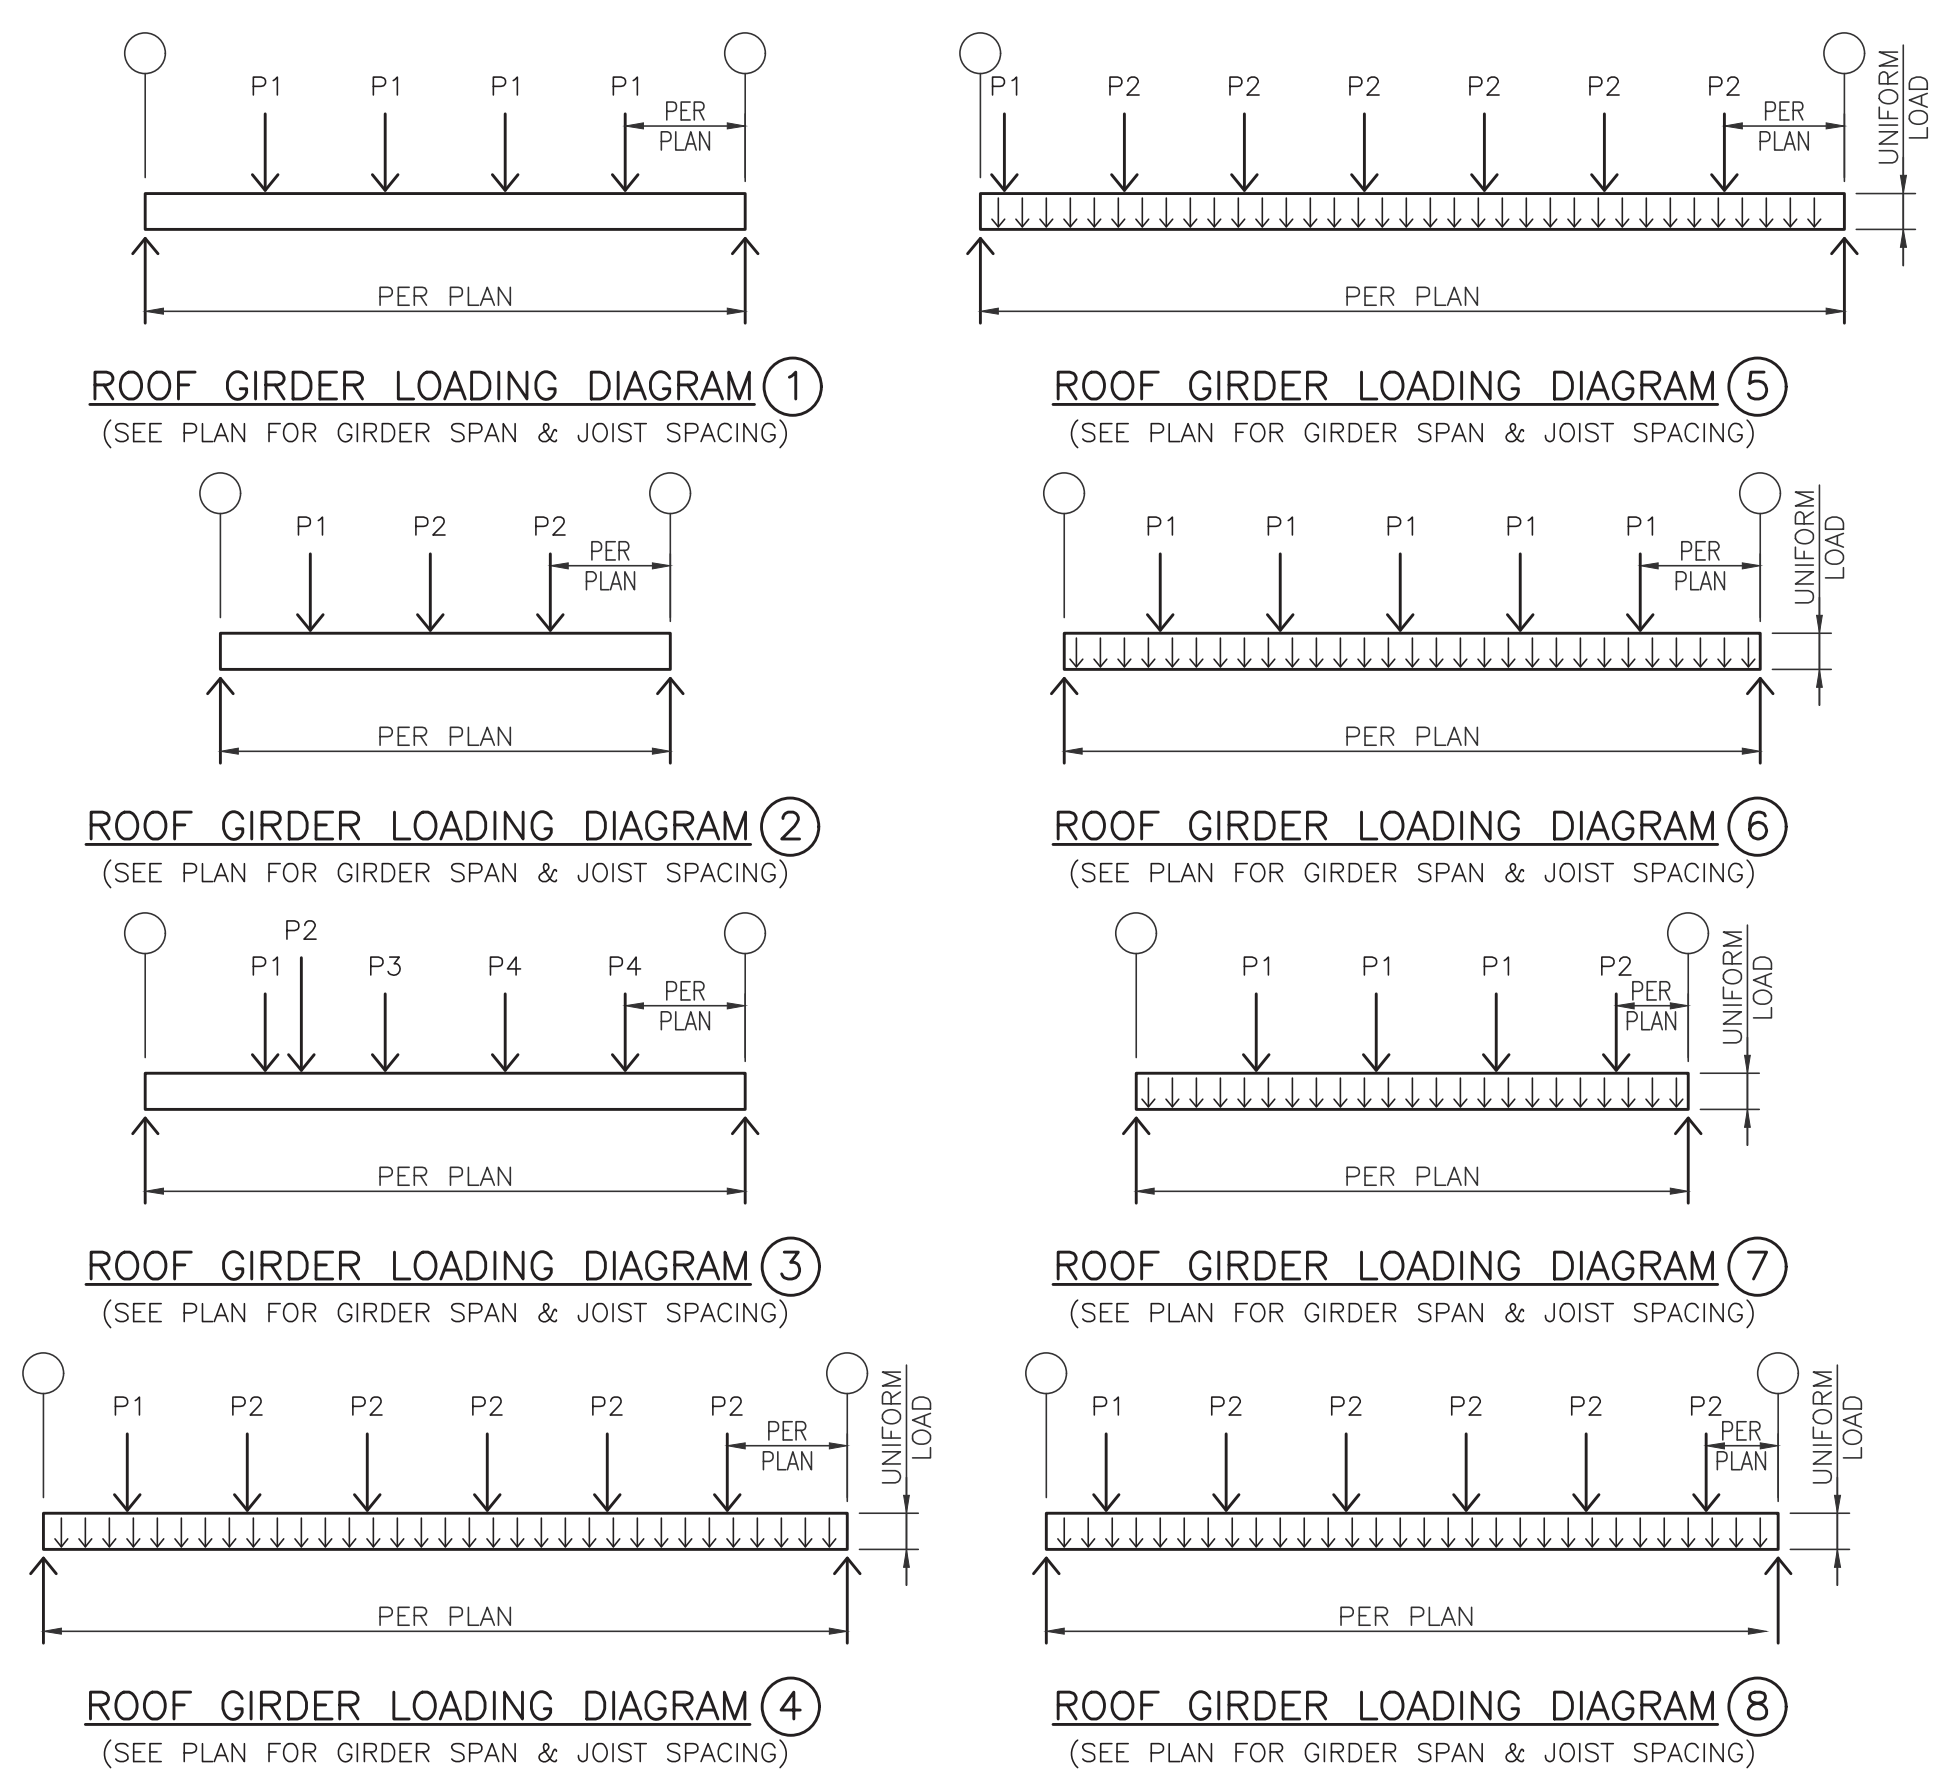 P1 P1 P1 P1
PER
PLAN
PER PLAN
ROOF GIRDER LOADING DIAGRAM 1
(SEE PLAN FOR GIRDER SPAN & JOIST SPACING)
P1 P2 P2
PER
PLAN
PER PLAN
ROOF GIRDER LOADING DIAGRAM 2
(SEE PLAN FOR GIRDER SPAN & JOIST SPACING)
P2
P1 P3 P4 P4
PER
PLAN
PER PLAN
ROOF GIRDER LOADING DIAGRAM 3
(SEE PLAN FOR GIRDER SPAN & JOIST SPACING)
P1 P2 P2 P2 P2 P2
PER
PLAN
UNIFORM
LOAD
PER PLAN
ROOF GIRDER LOADING DIAGRAM 4
(SEE PLAN FOR GIRDER SPAN & JOIST SPACING)
P1 P2 P2 P2 P2 P2 P2
PER
PLAN
UNIFORM
LOAD
PER PLAN
ROOF GIRDER LOADING DIAGRAM 5
(SEE PLAN FOR GIRDER SPAN & JOIST SPACING)
P1 P1 P1 P1 P1
PER
PLAN
UNIFORM
LOAD
PER PLAN
ROOF GIRDER LOADING DIAGRAM 6
(SEE PLAN FOR GIRDER SPAN & JOIST SPACING)
P1 P1 P1 P2
PER
PLAN
UNIFORM
LOAD
PER PLAN
ROOF GIRDER LOADING DIAGRAM 7
(SEE PLAN FOR GIRDER SPAN & JOIST SPACING)
P1 P2 P2 P2 P2 P2
PER
PLAN
UNIFORM
LOAD
PER PLAN
ROOF GIRDER LOADING DIAGRAM 8
(SEE PLAN FOR GIRDER SPAN & JOIST SPACING)